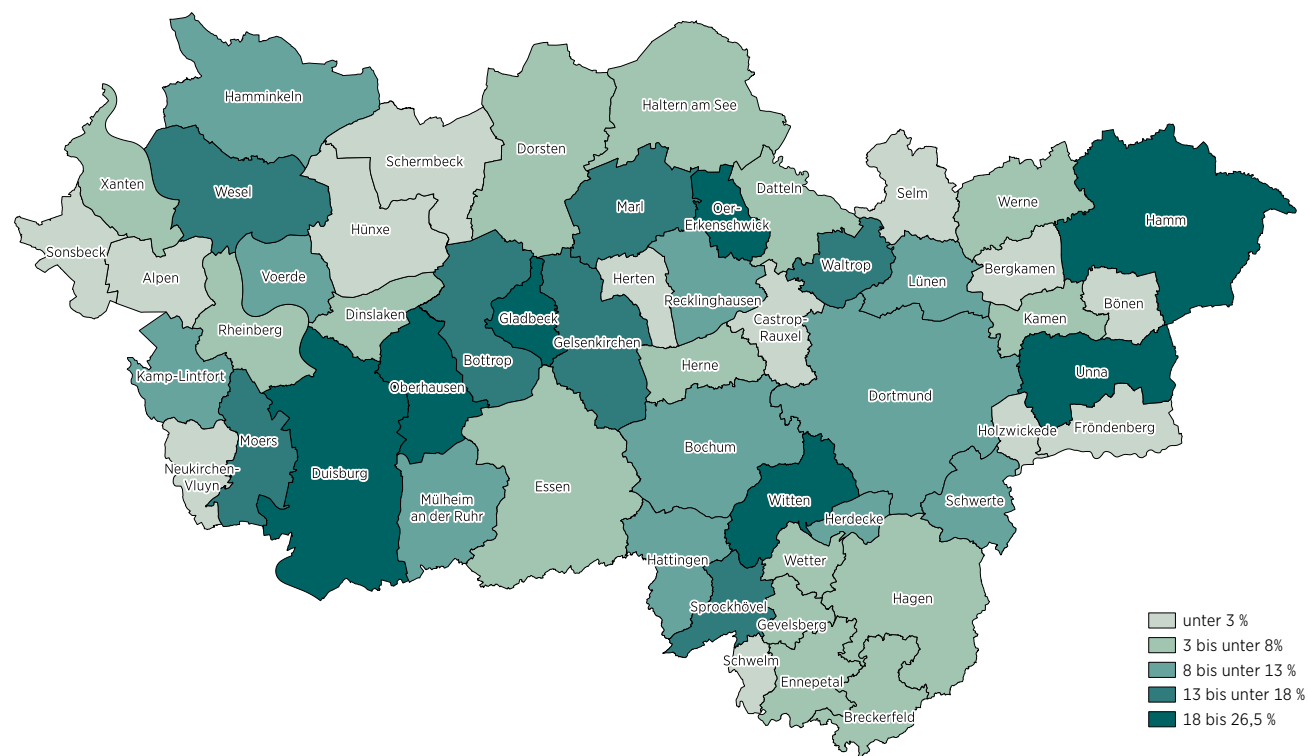 Hamminkeln
Haltern am See
Schermbeck
Dorsten
Xanten
Wesel
Marl
Oer-
Erkenschwick
Datteln
Selm
Werne
Hamm
Hünxe
Sonsbeck
Alpen
Voerde
Herten
Recklinghausen
Waltrop
Lünen
Bergkamen
Bönen
Rheinberg
Dinslaken
Gladbeck
Gelsenkirchen
Castrop-
Rauxel
Kamen
Kamp-Lintfort
Oberhausen
Bottrop
Herne
Dortmund
Unna
Moers
Bochum
Holzwickede
Fröndenberg
Neukirchen-
Vluyn
Duisburg
Mülheim
an der Ruhr
Essen
Witten
Herdecke
Schwerte
Hattingen
Wetter
Sprockhövel
Gevelsberg
Hagen
Schwelm
Ennepetal
Breckerfeld
unter 3 %
3 bis unter 8%
8 bis unter 13 %
13 bis unter 18 %
18 bis 26,5 %